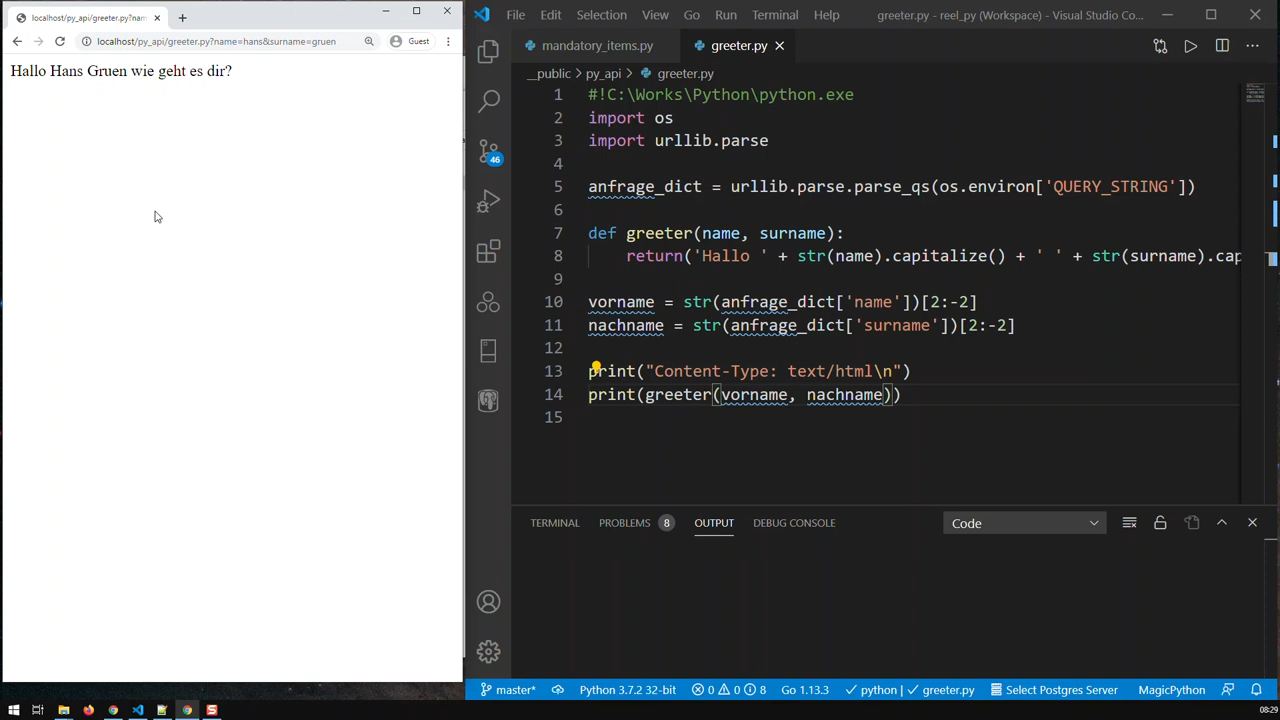 localhost/py_api/greeter.py?nam
localhost/py_api/greeter.py?name=hans&surname=gruen
Guest
Hallo Hans Gruen wie geht es dir?
File Edit Selection View Go Run Terminal Help
greeter.py - reel_py (Workspace) - Visual Studio Co...
mandatory_items.py
greeter.py
__public > py_api > greeter.py
1 #!C:\Works\Python\python.exe
2 import os
3 import urllib.parse
4
5 anfrage_dict = urllib.parse.parse_qs(os.environ['QUERY_STRING'])
6
7 def greeter(name, surname):
8 return('Hallo ' + str(name).capitalize() + ' ' + str(surname).cap
9
10 vorname = str(anfrage_dict['name'])[2:-2]
11 nachname = str(anfrage_dict['surname'])[2:-2]
12
13 print("Content-Type: text/html\n")
14 print(greeter(vorname, nachname))
15
46
TERMINAL PROBLEMS 8 OUTPUT DEBUG CONSOLE
Code
master* Python 3.7.2 32-bit 0 0 8 Go 1.13.3 python | greeter.py Select Postgres Server MagicPython
08:29